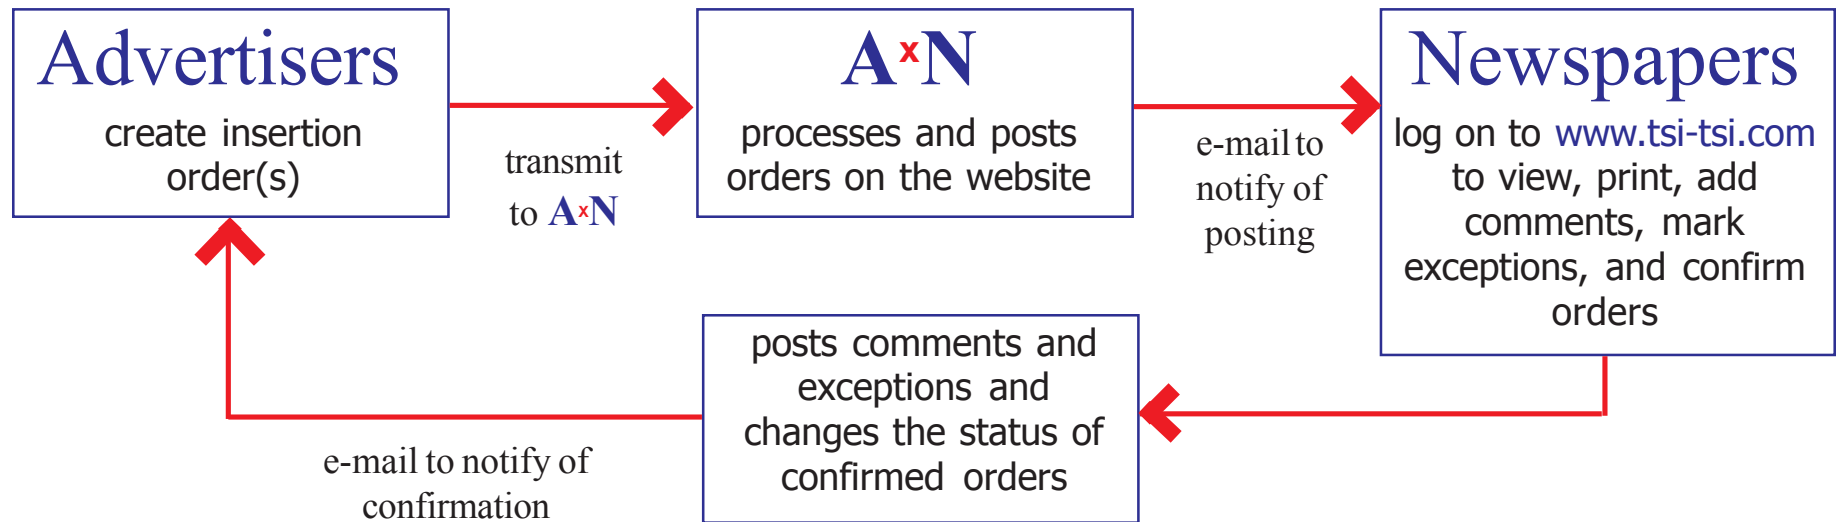 Advertisers
create insertion
order(s)
transmit
to AxN
AxN
processes and posts
orders on the website
e-mail to
notify of
posting
Newspapers
log on to www.tsi-tsi.com
to view, print, add
comments, mark
exceptions, and confirm
orders
posts comments and
exceptions and
changes the status of
confirmed orders
e-mail to notify of
confirmation